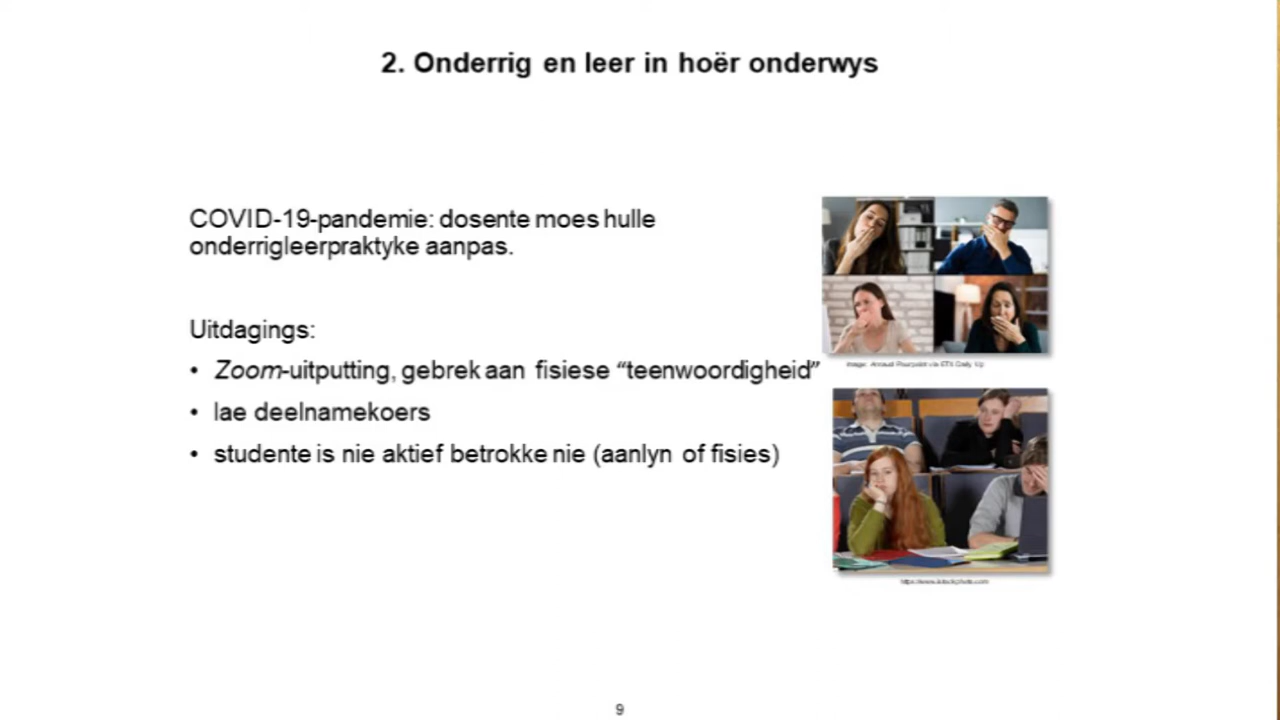 2. Onderrig en leer in hoër onderwys
COVID-19-pandemie: dosente moes hulle
onderrigleerpraktyke aanpas.
Uitdagings:
• Zoom-uitputting, gebrek aan fisiese “teenwoordigheid”
• lae deelnamekoers
• studente is nie aktief betrokke nie (aanlyn of fisies)
9